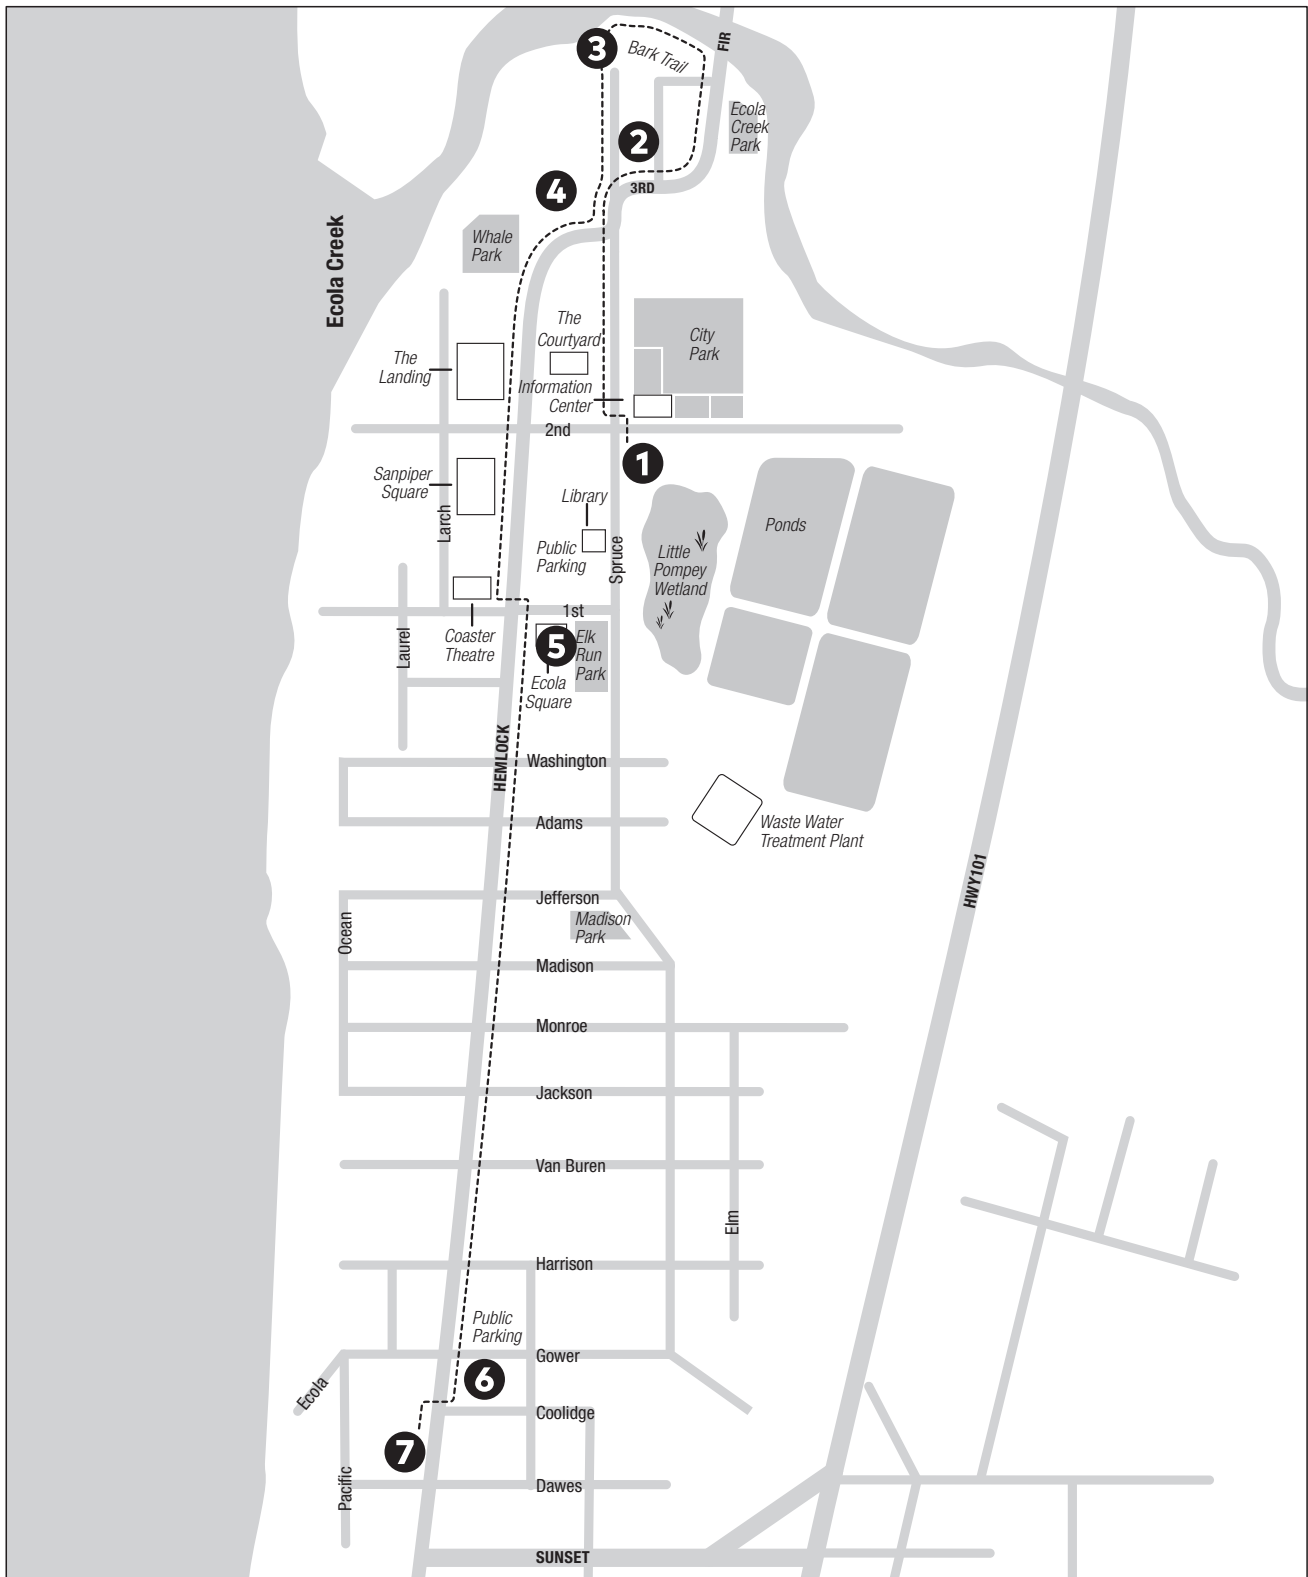 FIR
3
Bark Trail
Ecola
Creek
Park
2
3RD
4
Whale
Park
Ecola Creek
The
Courtyard
City
Park
The
Landing
Information
Center
2nd
1
Sanpiper
Square
Larch
Library
Public
Parking
Spruce
Little
Pompey
Wetland
Ponds
1st
Laurel
Coaster
Theatre
5
Elk
Run
Park
Ecola
Square
HEMLOCK
Washington
Adams
Waste Water
Treatment Plant
HWY101
Jefferson
Ocean
Madison
Park
Madison
Monroe
Jackson
Van Buren
Elm
Harrison
Public
Parking
Gower
6
Ecola
Coolidge
7
Pacific
Dawes
SUNSET